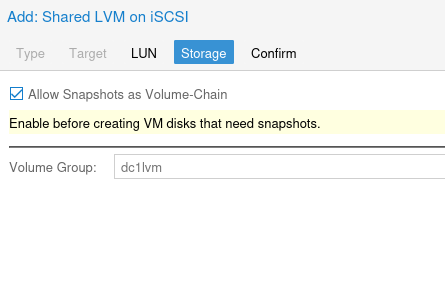 Add: Shared LVM on iSCSI
Type Target LUN Storage Confirm
Allow Snapshots as Volume-Chain
Enable before creating VM disks that need snapshots.
Volume Group: dc1lvm